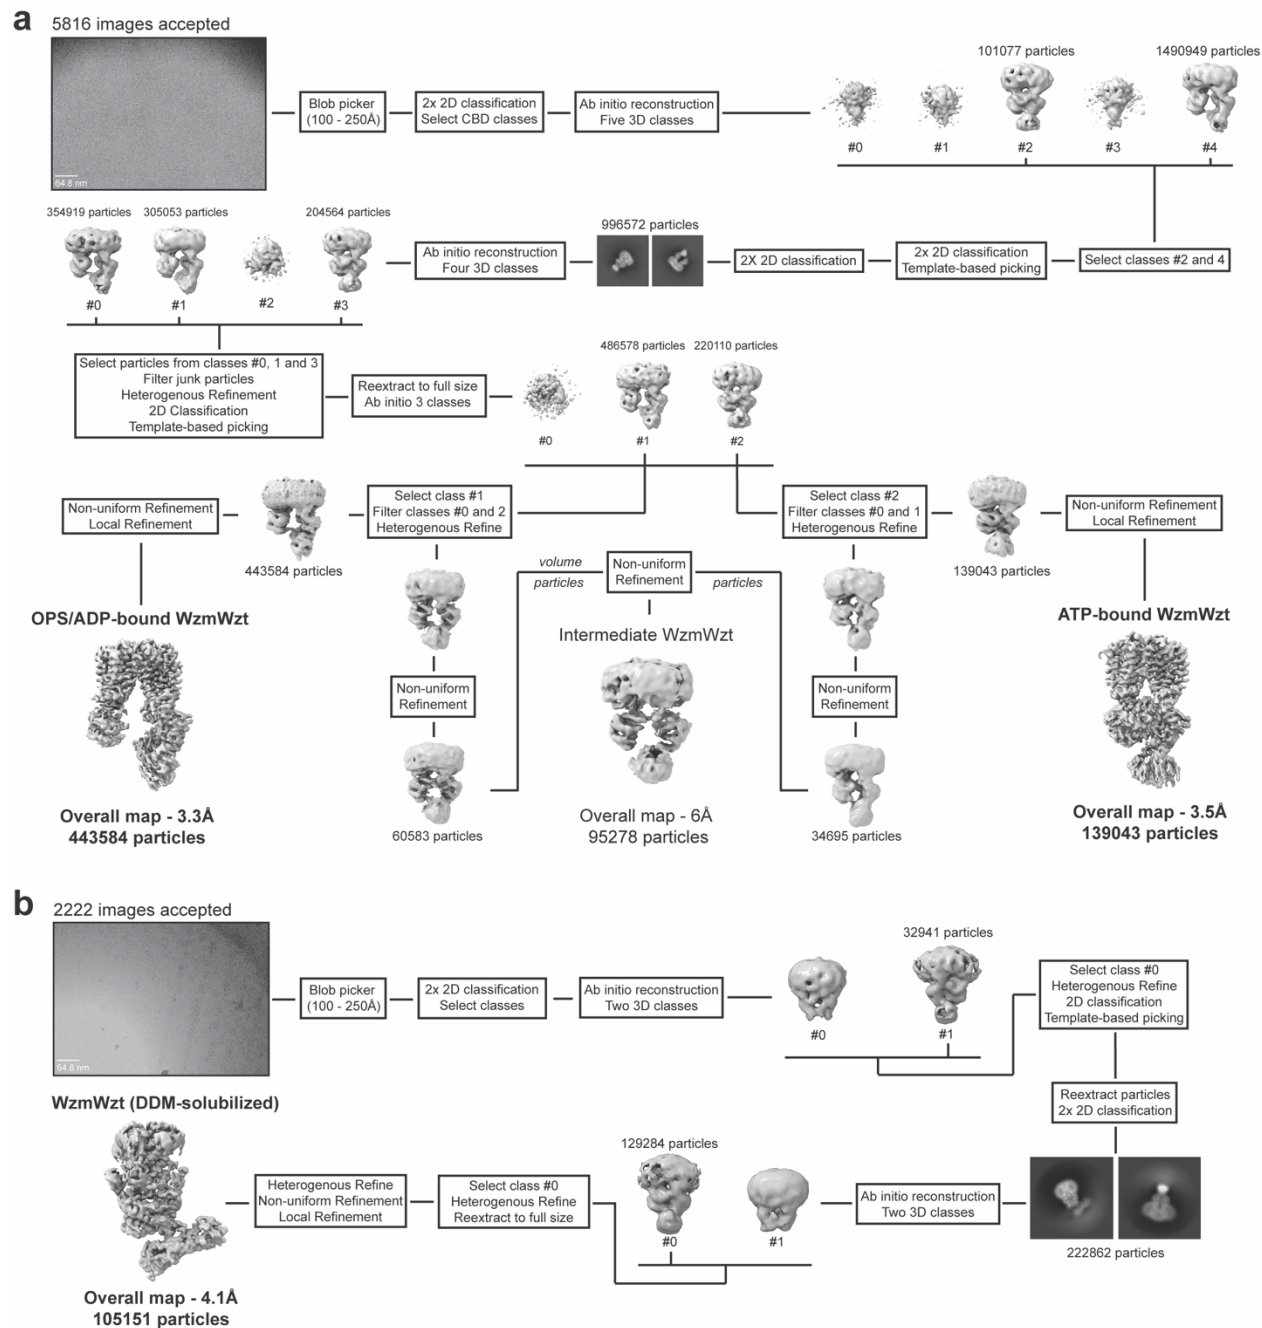 a
5816 images accepted
64.8 nm
Blob picker
(100 - 250Å)
2x 2D classification
Select CBD classes
Ab initio reconstruction
Five 3D classes
101077 particles
1490949 particles
#0
#1
#2
#3
#4
354919 particles
305053 particles
204564 particles
#0
#1
#2
#3
Ab initio reconstruction
Four 3D classes
996572 particles
2X 2D classification
2x 2D classification
Template-based picking
Select classes #2 and 4
Select particles from classes #0, 1 and 3
Filter junk particles
Heterogenous Refinement
2D Classification
Template-based picking
Reextract to full size
Ab initio 3 classes
486578 particles
220110 particles
#0
#1
#2
Non-uniform Refinement
Local Refinement
443584 particles
Select class #1
Filter classes #0 and 2
Heterogenous Refine
Select class #2
Filter classes #0 and 1
Heterogenous Refine
139043 particles
Non-uniform Refinement
Local Refinement
volume
particles
Non-uniform
Refinement
particles
OPS/ADP-bound WzmWzt
Intermediate WzmWzt
ATP-bound WzmWzt
Non-uniform
Refinement
Non-uniform
Refinement
Overall map - 3.3Å
443584 particles
60583 particles
Overall map - 6Å
95278 particles
34695 particles
Overall map - 3.5Å
139043 particles
b
2222 images accepted
64.8 nm
Blob picker
(100 - 250Å)
2x 2D classification
Select classes
Ab initio reconstruction
Two 3D classes
32941 particles
#0
#1
Select class #0
Heterogenous Refine
2D classification
Template-based picking
Reextract particles
2x 2D classification
222862 particles
Ab initio reconstruction
Two 3D classes
129284 particles
#0
#1
Select class #0
Heterogenous Refine
Reextract to full size
Heterogenous Refine
Non-uniform Refinement
Local Refinement
WzmWzt (DDM-solubilized)
Overall map - 4.1Å
105151 particles